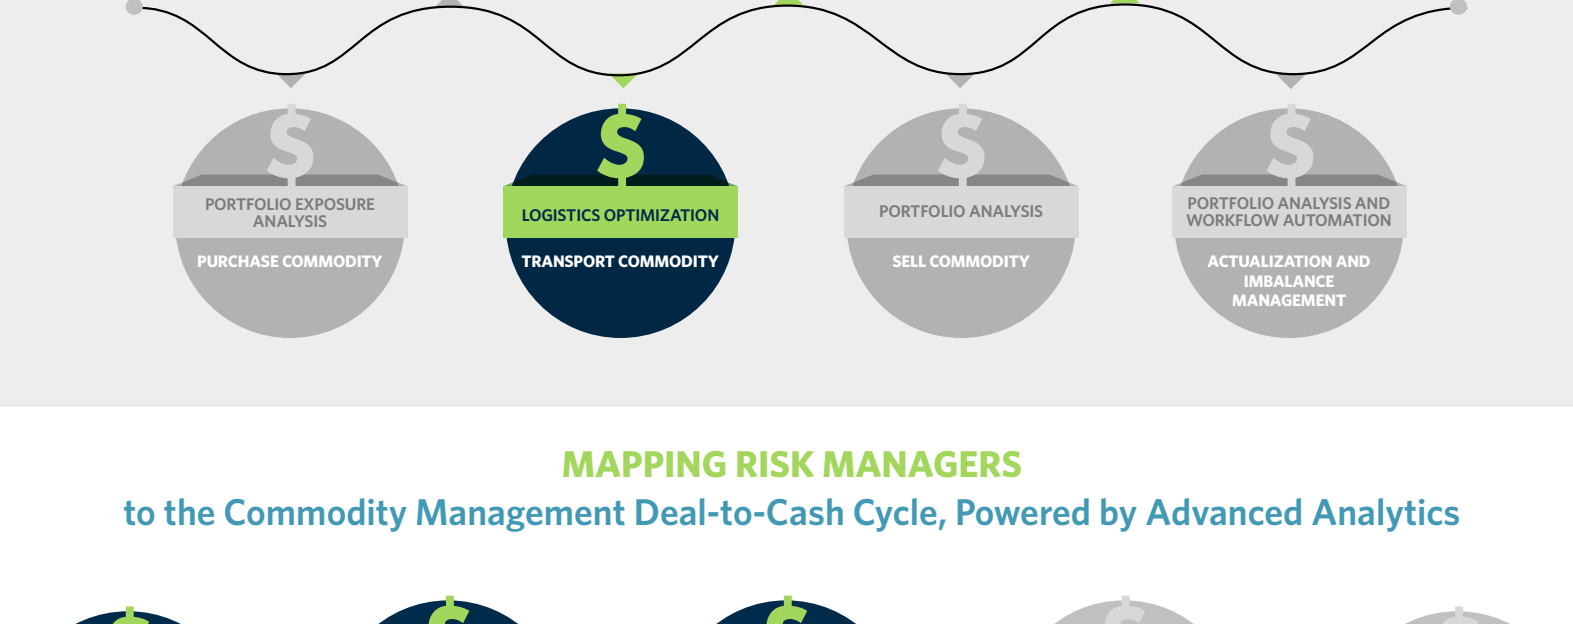 $ $ $ $
PORTFOLIO EXPOSURE
ANALYSIS
PURCHASE COMMODITY
LOGISTICS OPTIMIZATION
TRANSPORT COMMODITY
PORTFOLIO ANALYSIS
SELL COMMODITY
PORTFOLIO ANALYSIS AND
WORKFLOW AUTOMATION
ACTUALIZATION AND
IMBALANCE
MANAGEMENT
MAPPING RISK MANAGERS
to the Commodity Management Deal-to-Cash Cycle, Powered by Advanced Analytics